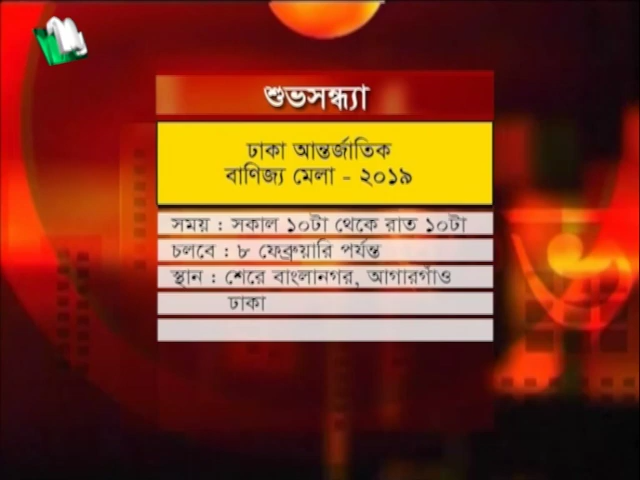 শুভসন্ধ্যা
ঢাকা আন্তর্জাতিক
বাণিজ্য মেলা - ২০১৯
সময় : সকাল ১০টা থেকে রাত ১০টা
চলবে : ৮ ফেব্রুয়ারি পর্যন্ত
স্থান : শেরে বাংলানগর, আগারগাঁও
ঢাকা